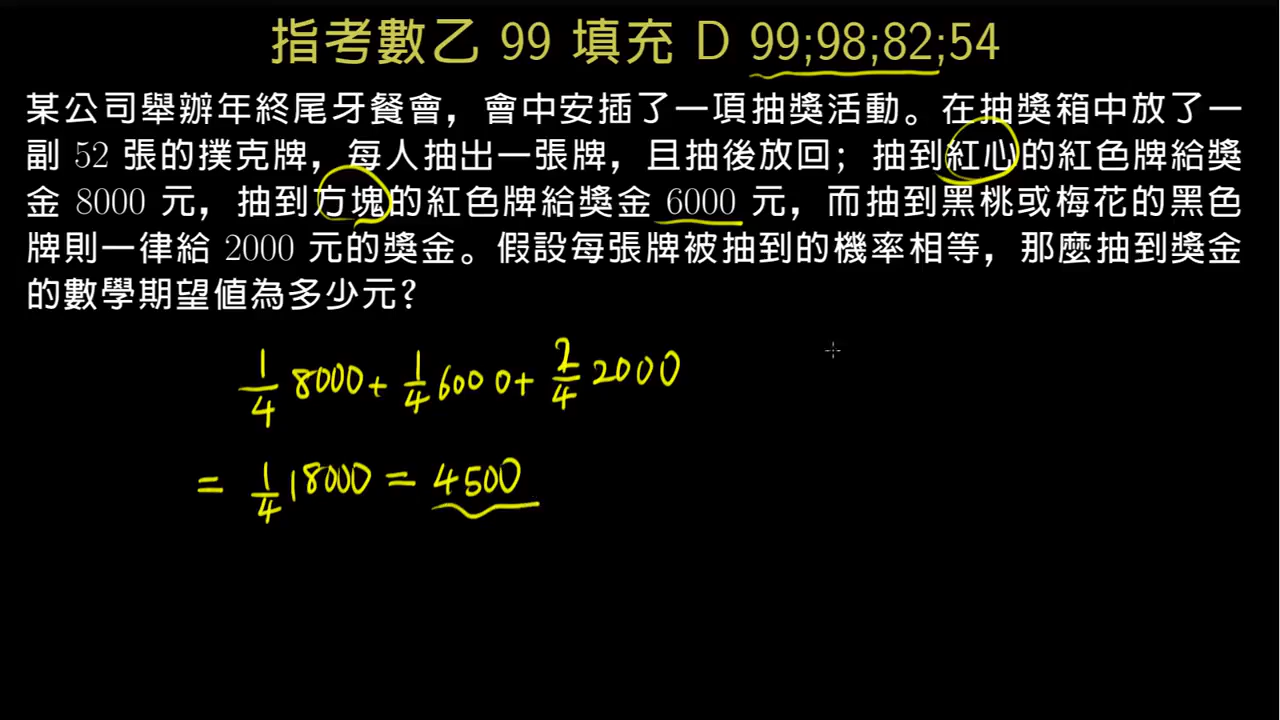 指考數乙 99 填充 D 99;98;82;54
某公司舉辦年終尾牙餐會，會中安插了一項抽獎活動。在抽獎箱中放了一
副 52 張的撲克牌，每人抽出一張牌，且抽後放回；抽到紅心的紅色牌給獎
金 8000 元，抽到方塊的紅色牌給獎金 6000 元，而抽到黑桃或梅花的黑色
牌則一律給 2000 元的獎金。假設每張牌被抽到的機率相等，那麼抽到獎金
的數學期望值為多少元？
1/4 8000 + 1/4 6000 + 2/4 2000
= 1/4 18000 = 4500